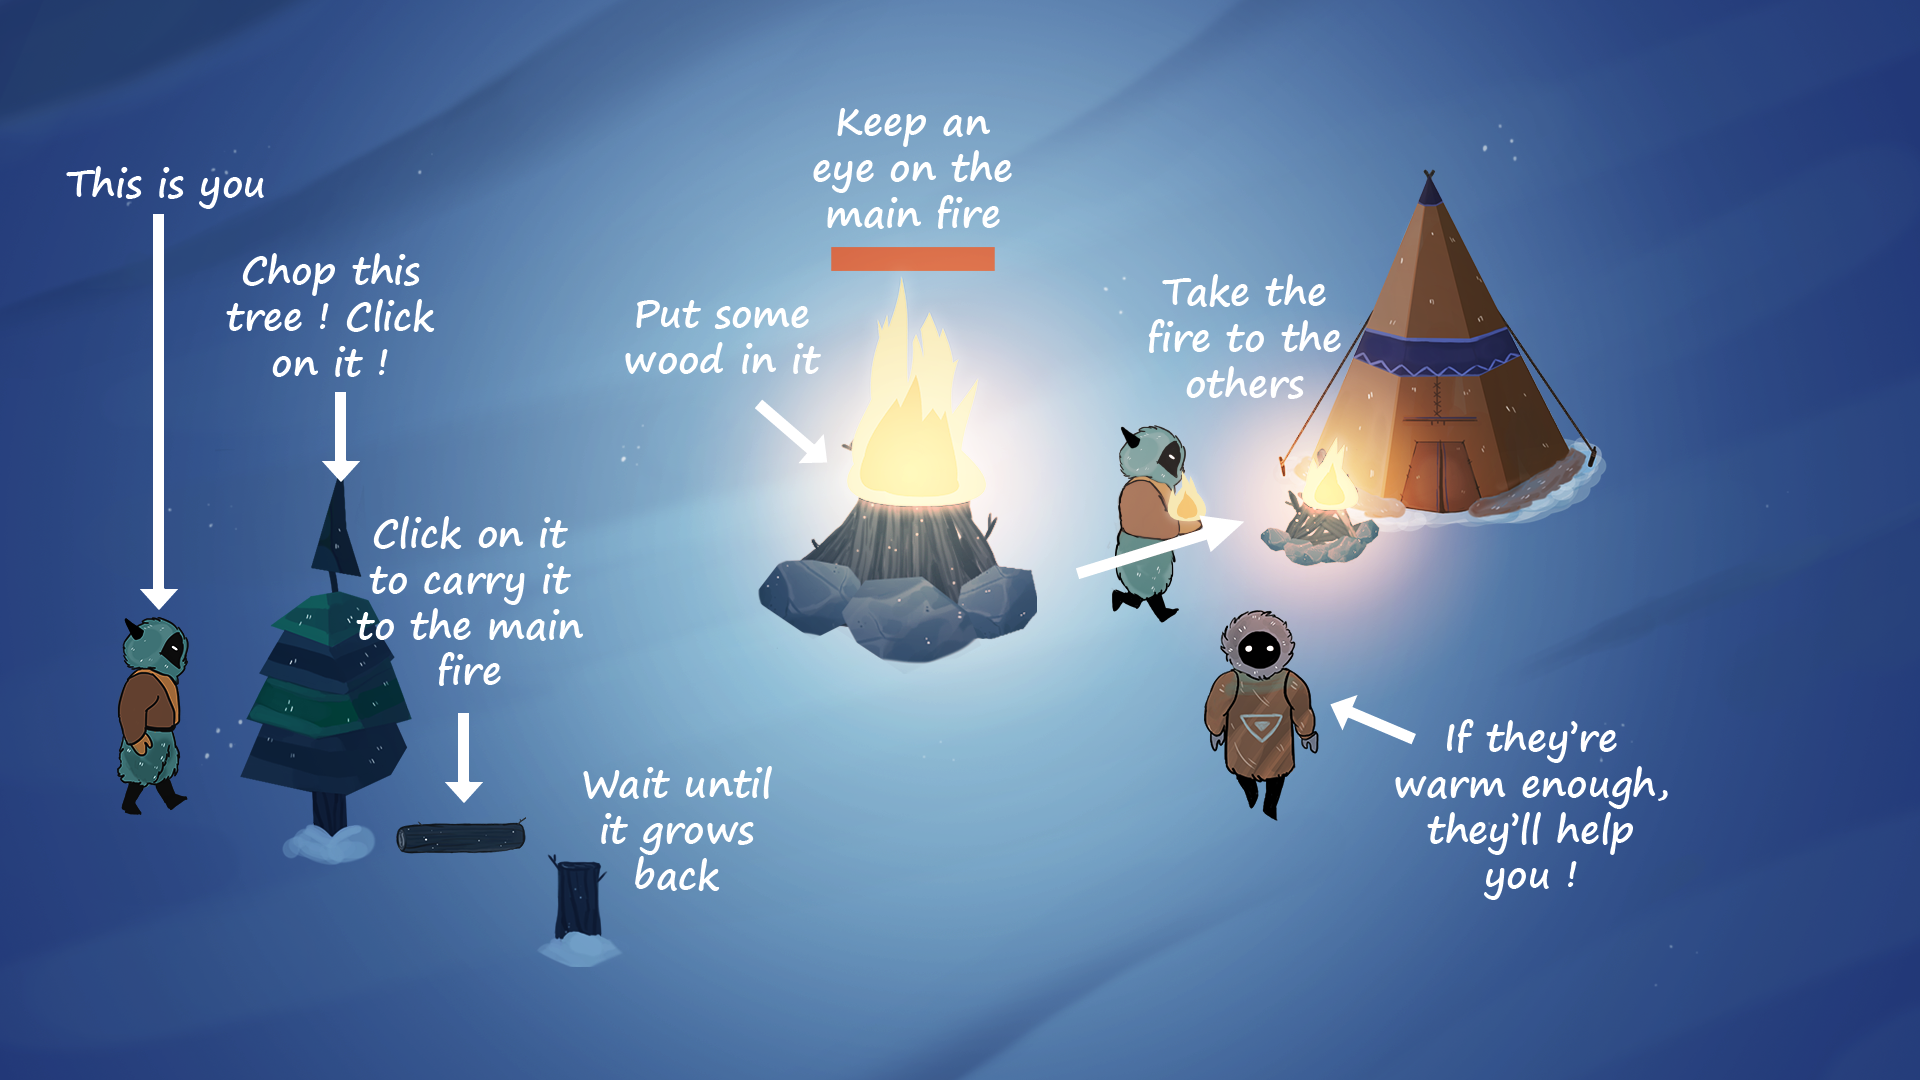 This is you
Chop this
tree ! Click
on it !
Click on it
to carry it
to the main
fire
Wait until
it grows
back
Put some
wood in it
Keep an
eye on the
main fire
Take the
fire to the
others
If they’re
warm enough,
they’ll help
you !